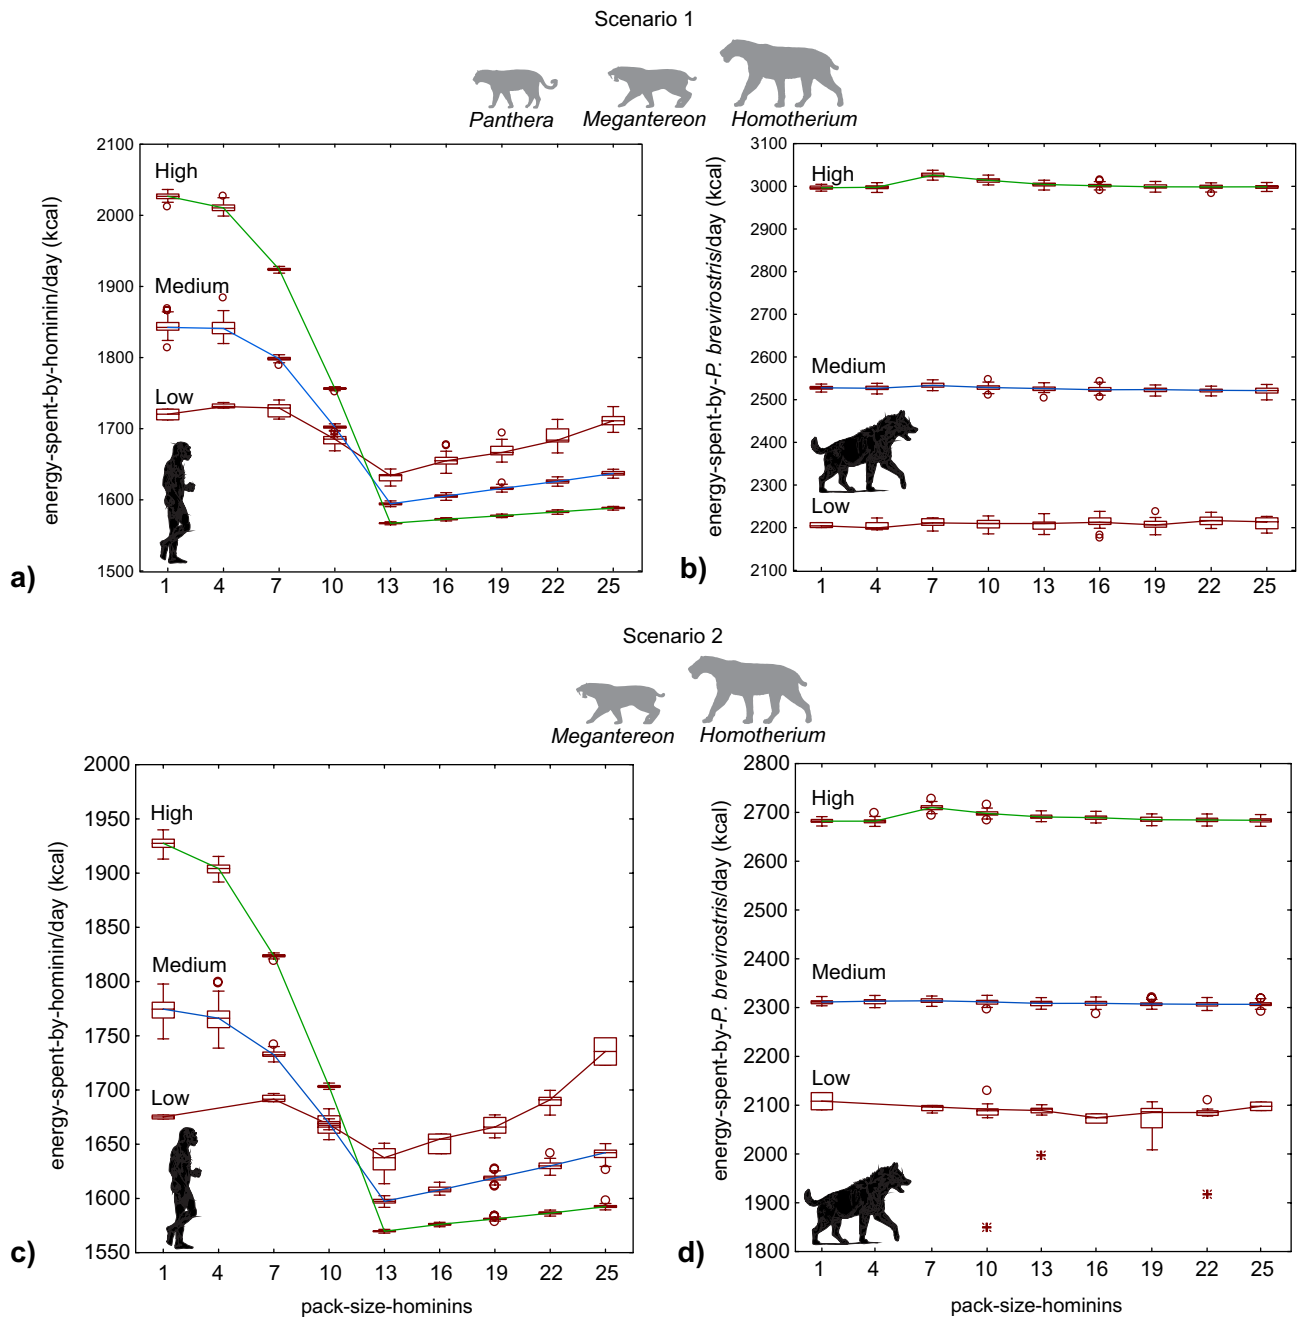 Scenario 1
Panthera Megantereon Homotherium
a)
energy-spent-by-hominin/day (kcal)
2100
2000
1900
1800
1700
1600
1500
High
Medium
Low
1 4 7 10 13 16 19 22 25
b)
energy-spent-by-P. brevirostris/day (kcal)
3100
3000
2900
2800
2700
2600
2500
2400
2300
2200
2100
High
Medium
Low
1 4 7 10 13 16 19 22 25
Scenario 2
Megantereon Homotherium
c)
energy-spent-by-hominin/day (kcal)
2000
1950
1900
1850
1800
1750
1700
1650
1600
1550
High
Medium
Low
1 4 7 10 13 16 19 22 25
pack-size-hominins
d)
energy-spent-by-P. brevirostris/day (kcal)
2800
2700
2600
2500
2400
2300
2200
2100
2000
1900
1800
High
Medium
Low
1 4 7 10 13 16 19 22 25
pack-size-hominins